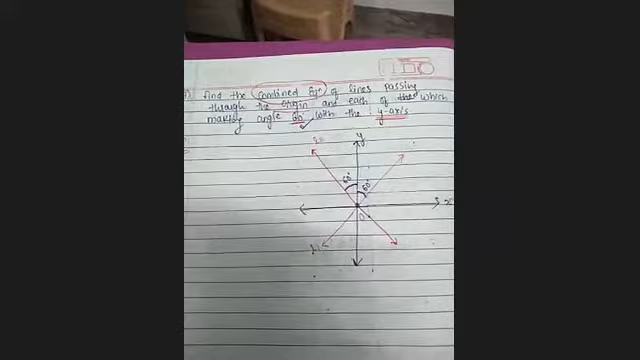 find the combined Eqn of lines passing
through the origin and each of which
making angle 60° with the y-axis
y
60° 60°
x
O